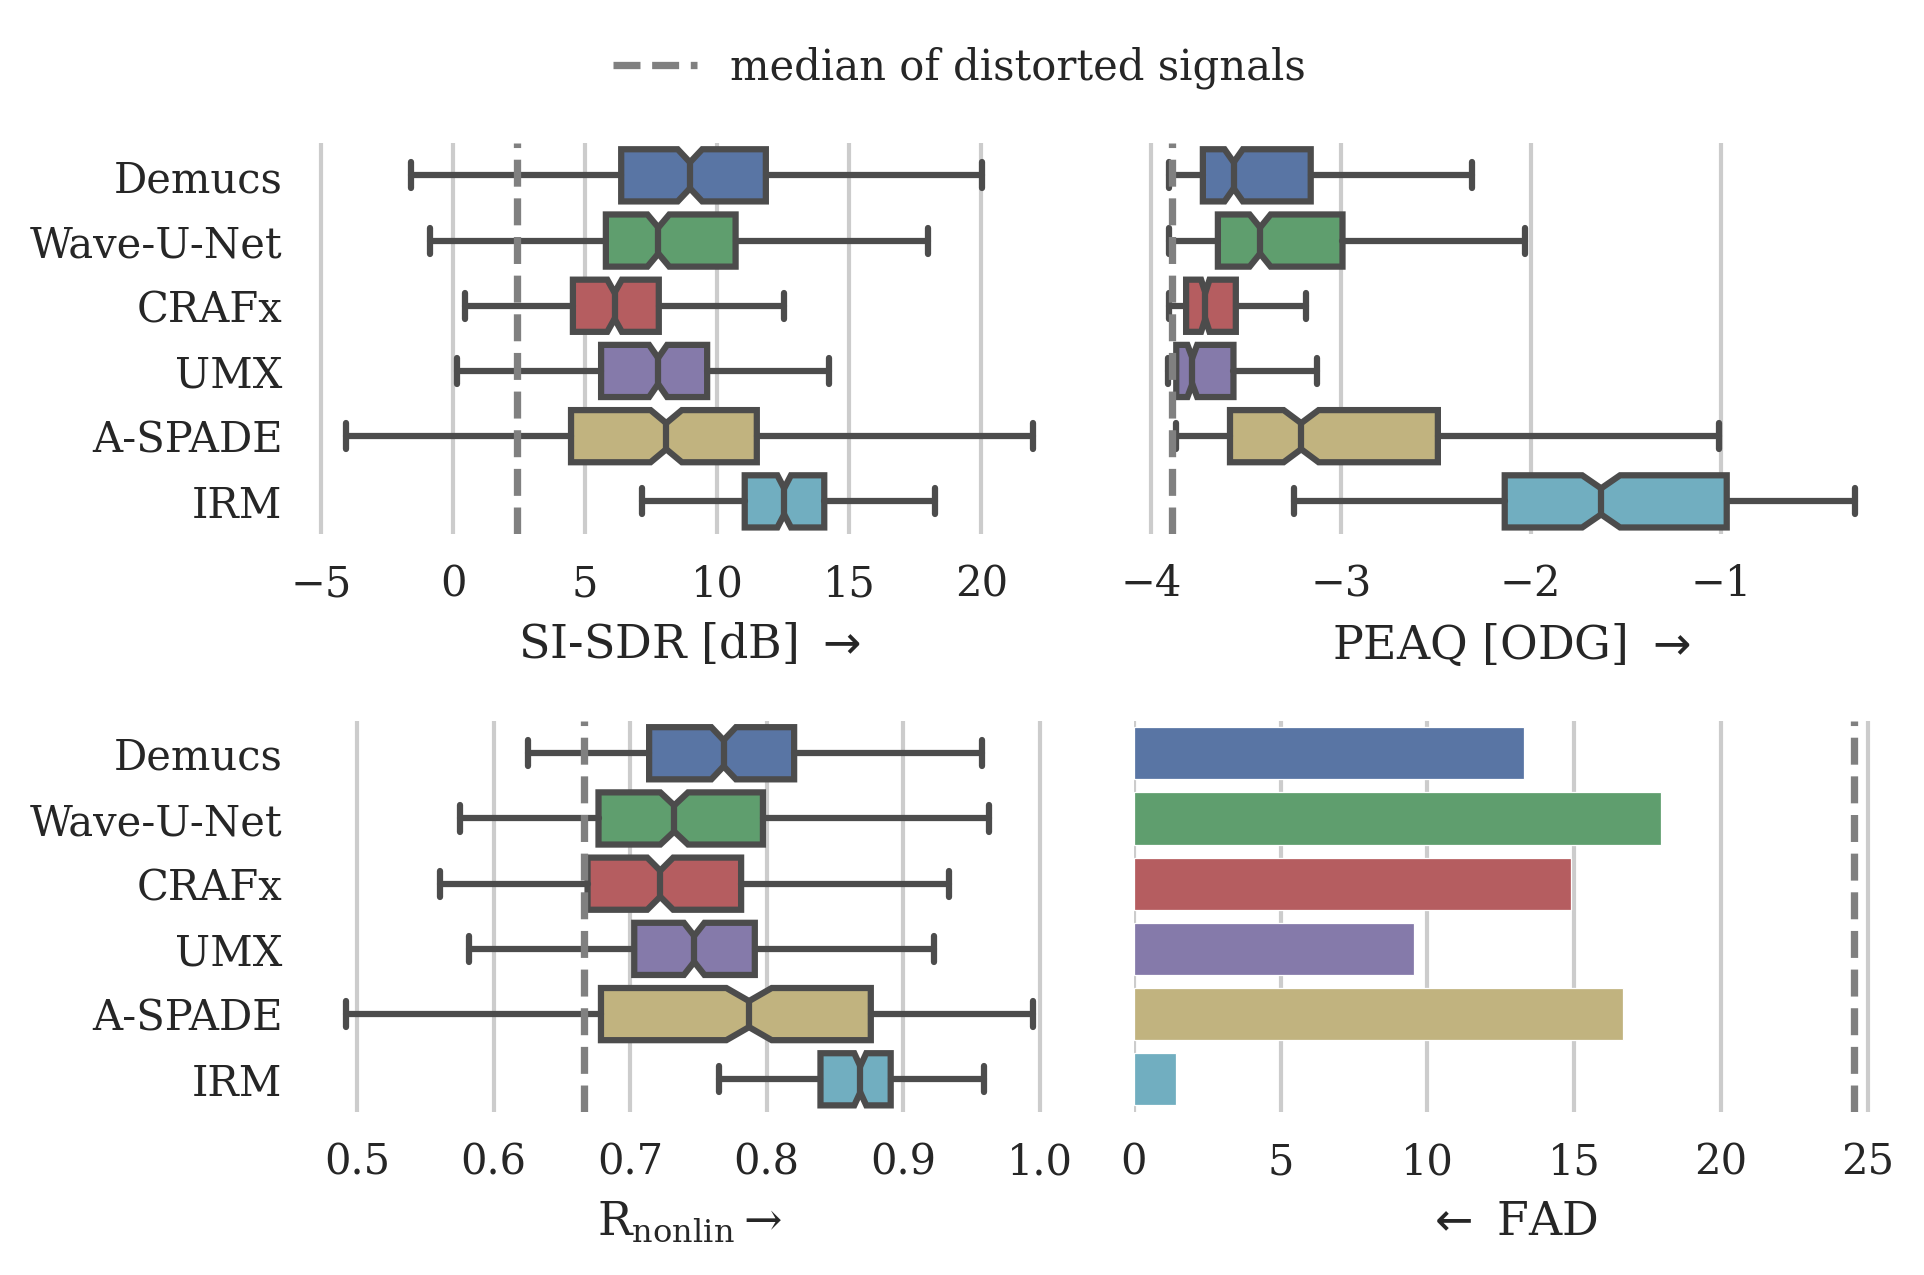 median of distorted signals
Demucs
Wave-U-Net
CRAFx
UMX
A-SPADE
IRM
−5 0 5 10 15 20
SI-SDR [dB] →
−4 −3 −2 −1
PEAQ [ODG] →
Demucs
Wave-U-Net
CRAFx
UMX
A-SPADE
IRM
0.5 0.6 0.7 0.8 0.9 1.0
Rnonlin →
0 5 10 15 20 25
← FAD